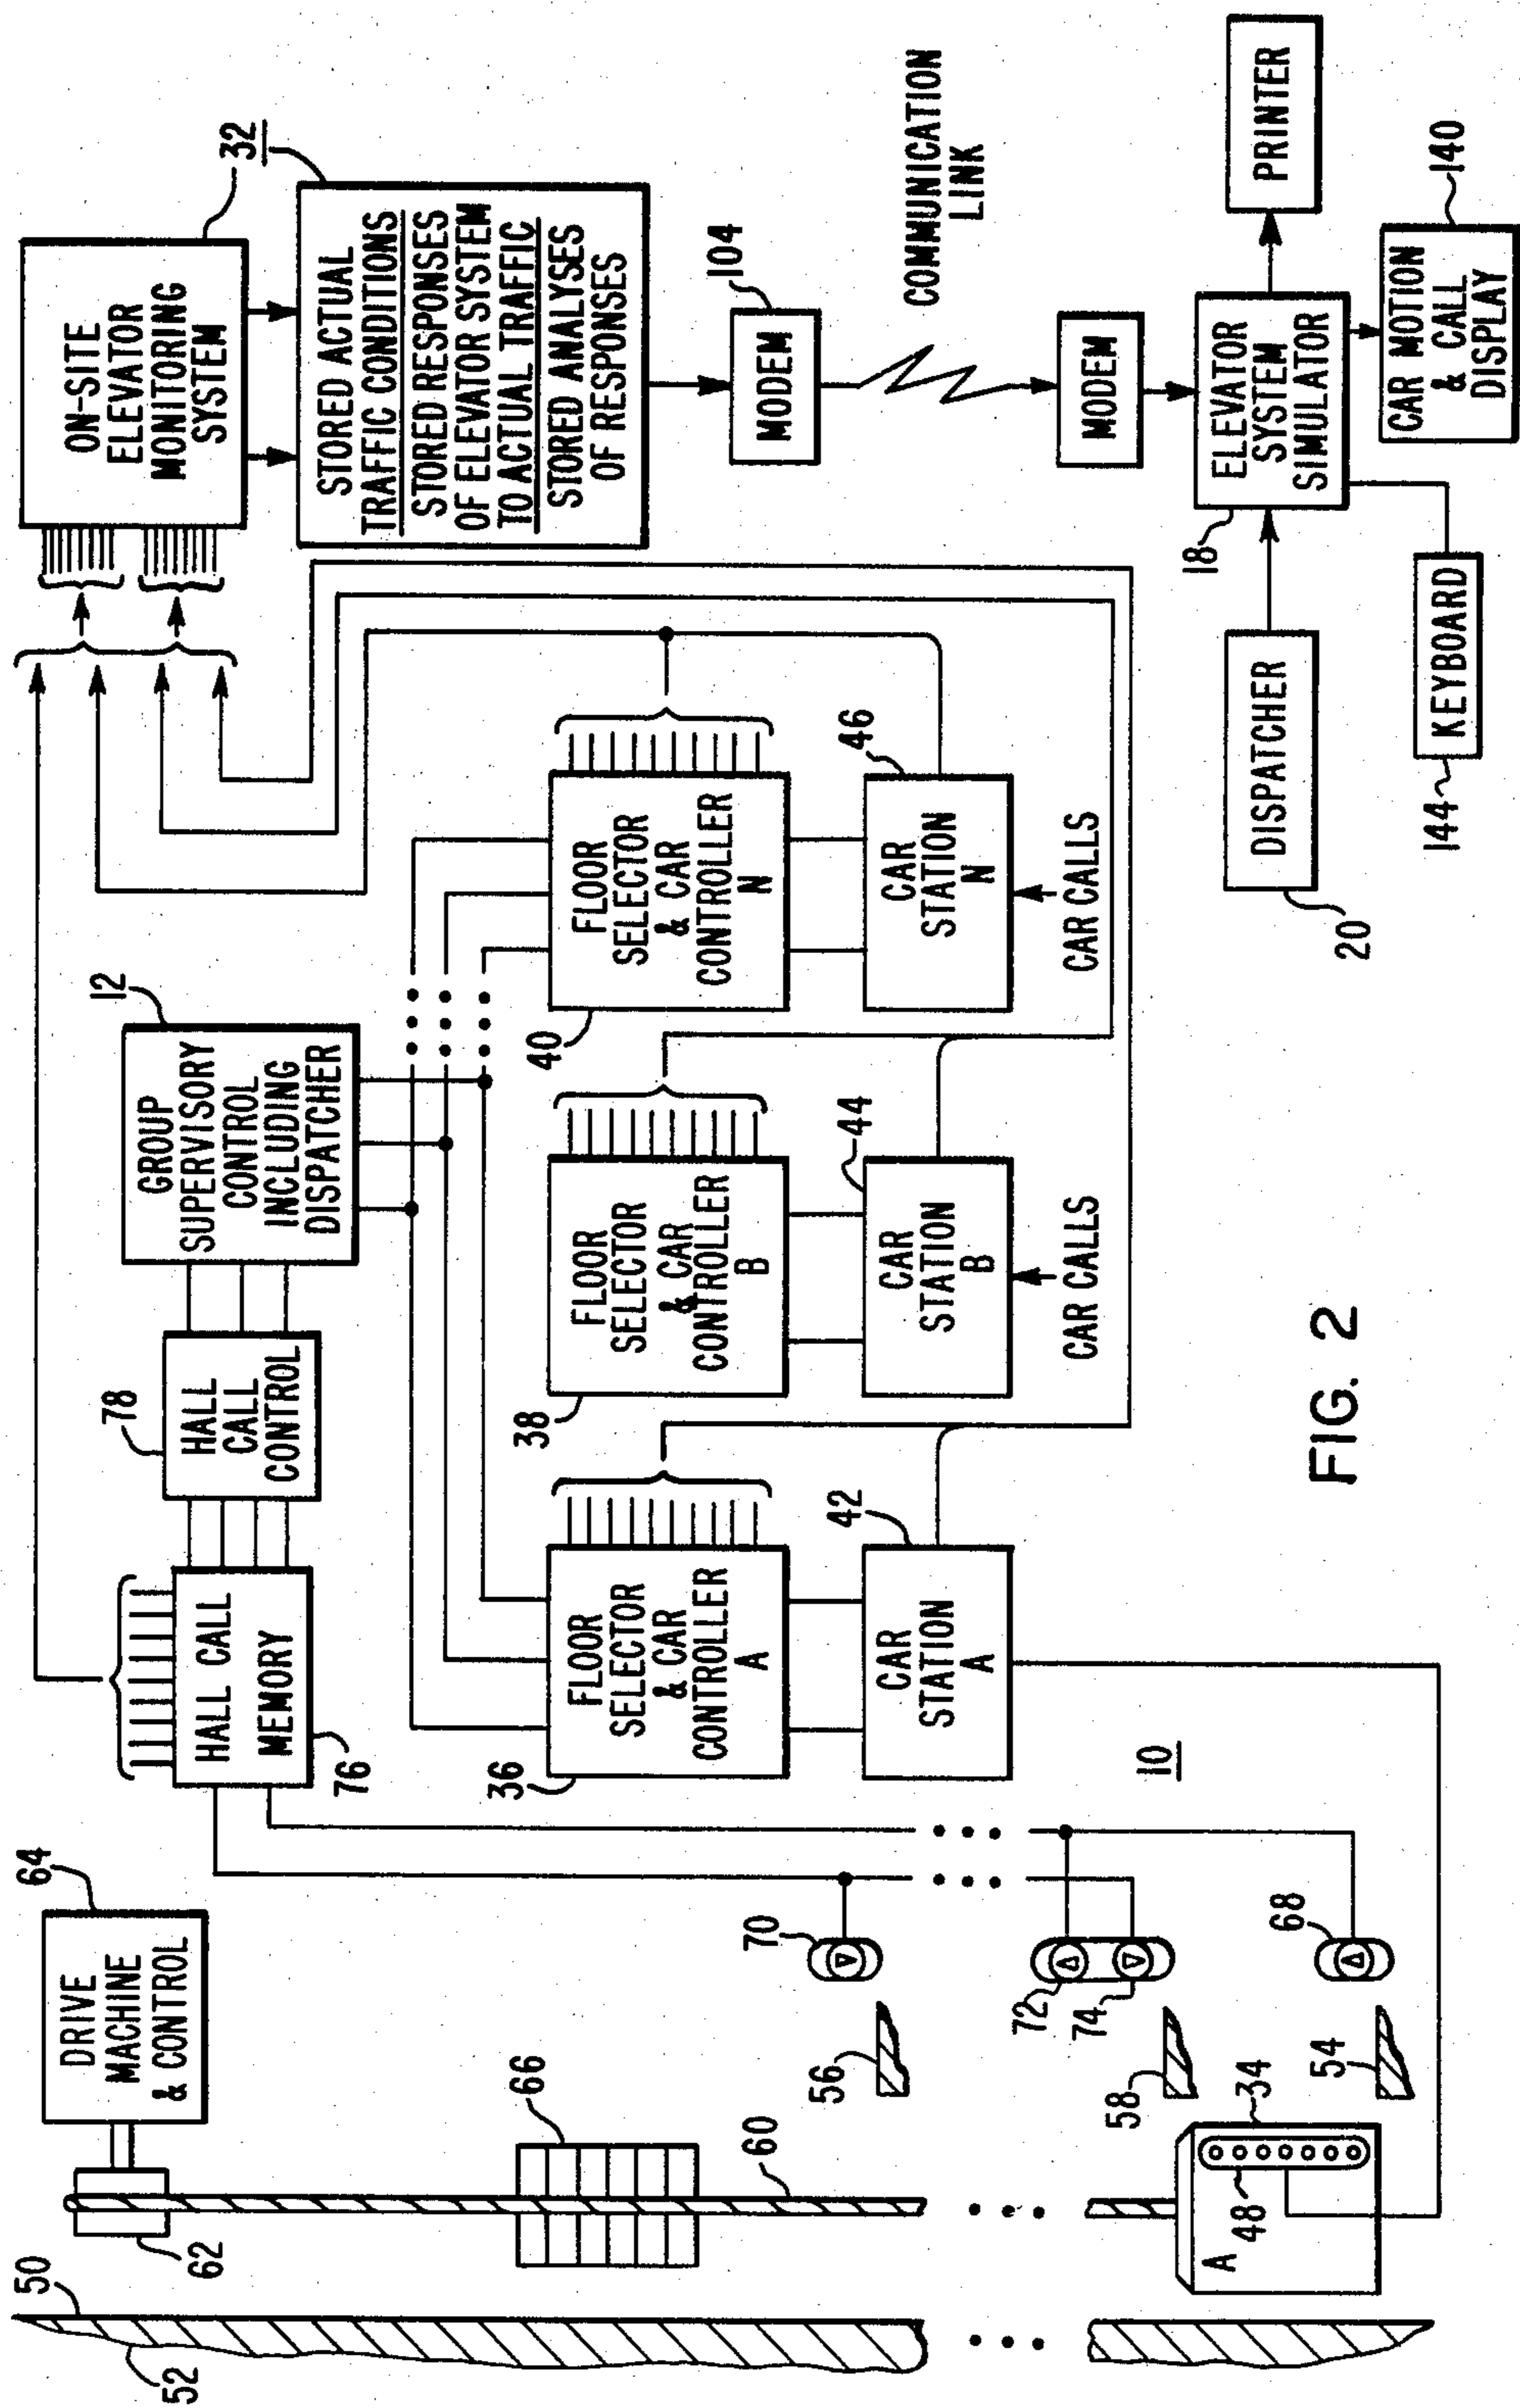 50
52
62
64
DRIVE
MACHINE
& CONTROL
66
60
56
58
54
34
48
A
70
72
74
68
10
HALL CALL
MEMORY
76
78
HALL
CALL
CONTROL
12
GROUP
SUPERVISORY
CONTROL
INCLUDING
DISPATCHER
36
FLOOR
SELECTOR
& CAR
CONTROLLER
A
42
CAR
STATION
A
38
FLOOR
SELECTOR
& CAR
CONTROLLER
B
44
CAR
STATION
B
CAR CALLS
40
FLOOR
SELECTOR
& CAR
CONTROLLER
N
46
CAR
STATION
N
CAR CALLS
ON-SITE
ELEVATOR
MONITORING
SYSTEM
32
STORED ACTUAL
TRAFFIC CONDITIONS
STORED RESPONSES
OF ELEVATOR SYSTEM
TO ACTUAL TRAFFIC
STORED ANALYSES
OF RESPONSES
104
MODEM
COMMUNICATION
LINK
MODEM
18
ELEVATOR
SYSTEM
SIMULATOR
PRINTER
DISPATCHER
20
144
KEYBOARD
CAR MOTION
& CALL
DISPLAY
140
FIG. 2